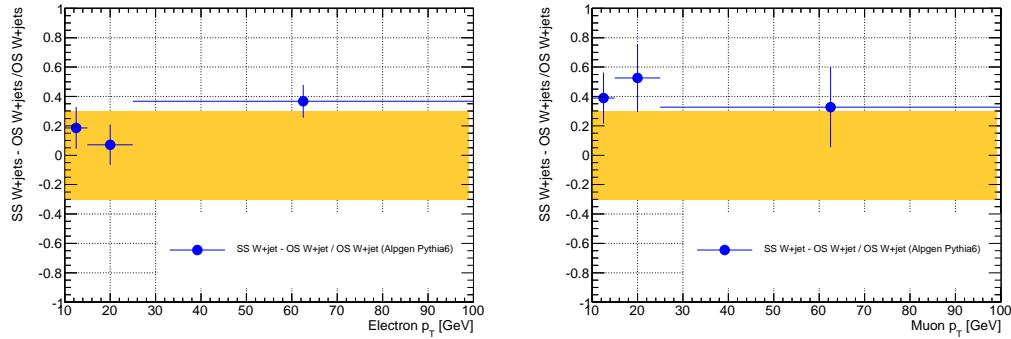 SS W+jets - OS W+jets /OS W+jets
1
0.8
0.6
0.4
0.2
0
-0.2
-0.4
-0.6
-0.8
-1
SS W+jet - OS W+jet / OS W+jet (Alpgen Pythia6)
10 20 30 40 50 60 70 80 90 100
Electron p_T [GeV]
SS W+jets - OS W+jets /OS W+jets
1
0.8
0.6
0.4
0.2
0
-0.2
-0.4
-0.6
-0.8
-1
SS W+jet - OS W+jet / OS W+jet (Alpgen Pythia6)
10 20 30 40 50 60 70 80 90 100
Muon p_T [GeV]